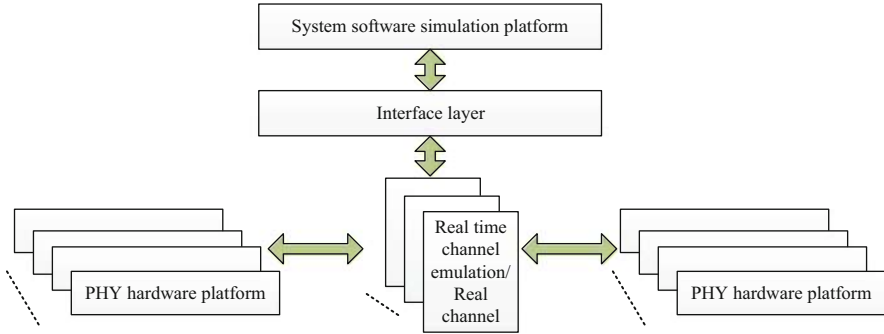 System software simulation platform
Interface layer
Real time
channel
emulation/
Real
channel
PHY hardware platform
PHY hardware platform